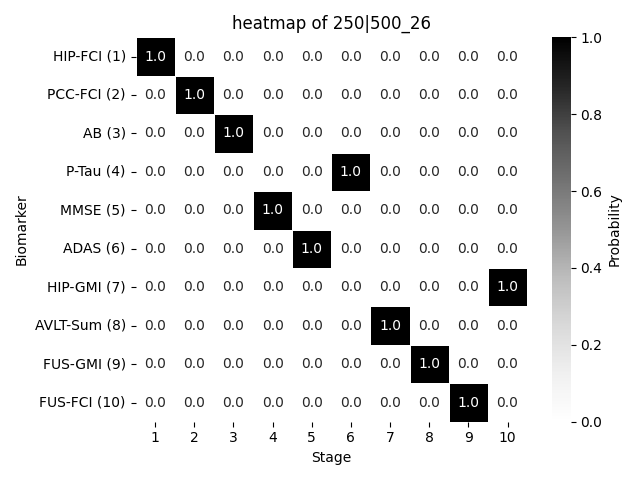 heatmap of 250|500_26
HIP-FCI (1) 1.0 0.0 0.0 0.0 0.0 0.0 0.0 0.0 0.0 0.0
PCC-FCI (2) 0.0 1.0 0.0 0.0 0.0 0.0 0.0 0.0 0.0 0.0
AB (3) 0.0 0.0 1.0 0.0 0.0 0.0 0.0 0.0 0.0 0.0
P-Tau (4) 0.0 0.0 0.0 0.0 0.0 1.0 0.0 0.0 0.0 0.0
MMSE (5) 0.0 0.0 0.0 1.0 0.0 0.0 0.0 0.0 0.0 0.0
ADAS (6) 0.0 0.0 0.0 0.0 1.0 0.0 0.0 0.0 0.0 0.0
HIP-GMI (7) 0.0 0.0 0.0 0.0 0.0 0.0 0.0 0.0 0.0 1.0
AVLT-Sum (8) 0.0 0.0 0.0 0.0 0.0 0.0 1.0 0.0 0.0 0.0
FUS-GMI (9) 0.0 0.0 0.0 0.0 0.0 0.0 0.0 1.0 0.0 0.0
FUS-FCI (10) 0.0 0.0 0.0 0.0 0.0 0.0 0.0 0.0 1.0 0.0
1 2 3 4 5 6 7 8 9 10
Stage
Biomarker
1.0
0.8
0.6
0.4
0.2
0.0
Probability